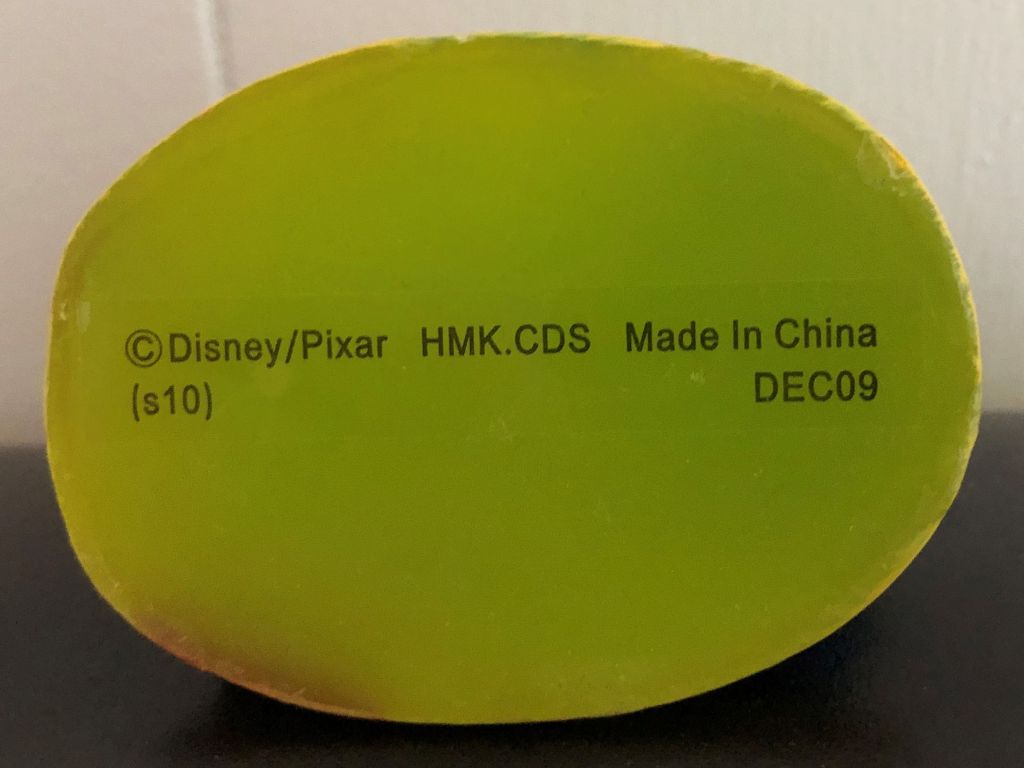 ©Disney/Pixar HMK.CDS Made In China
(s10) DEC09